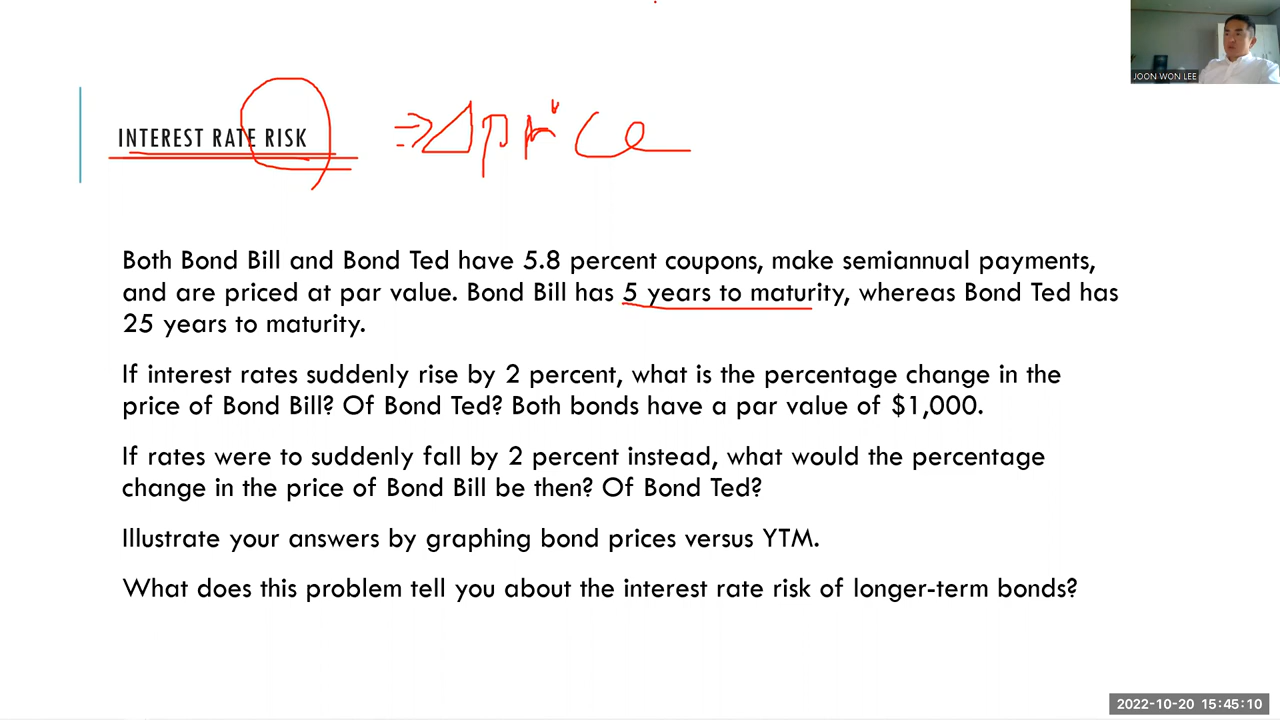 JOON WON LEE
INTEREST RATE RISK ⇒ Δ price
Both Bond Bill and Bond Ted have 5.8 percent coupons, make semiannual payments,
and are priced at par value. Bond Bill has 5 years to maturity, whereas Bond Ted has
25 years to maturity.
If interest rates suddenly rise by 2 percent, what is the percentage change in the
price of Bond Bill? Of Bond Ted? Both bonds have a par value of $1,000.
If rates were to suddenly fall by 2 percent instead, what would the percentage
change in the price of Bond Bill be then? Of Bond Ted?
Illustrate your answers by graphing bond prices versus YTM.
What does this problem tell you about the interest rate risk of longer-term bonds?
2022-10-20 15:45:10